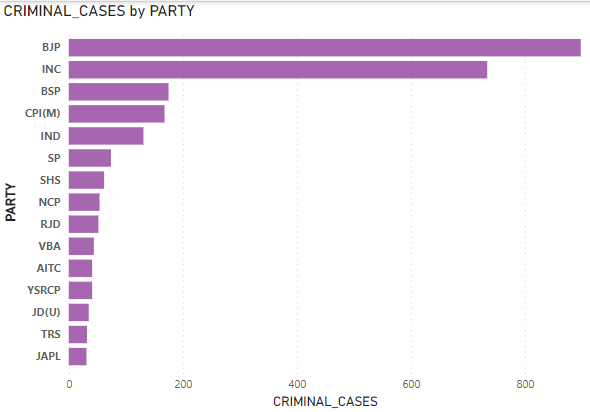 CRIMINAL_CASES by PARTY
BJP
INC
BSP
CPI(M)
IND
SP
SHS
NCP
RJD
VBA
AITC
YSRCP
JD(U)
TRS
JAPL
PARTY
0 200 400 600 800
CRIMINAL_CASES